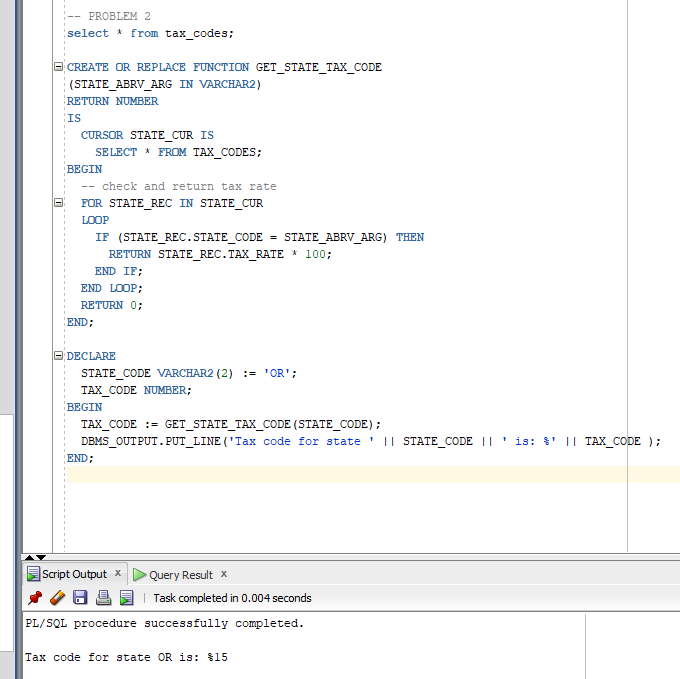 -- PROBLEM 2
select * from tax_codes;
CREATE OR REPLACE FUNCTION GET_STATE_TAX_CODE
(STATE_ABRV_ARG IN VARCHAR2)
RETURN NUMBER
IS
  CURSOR STATE_CUR IS
    SELECT * FROM TAX_CODES;
BEGIN
  -- check and return tax rate
  FOR STATE_REC IN STATE_CUR
  LOOP
    IF (STATE_REC.STATE_CODE = STATE_ABRV_ARG) THEN
      RETURN STATE_REC.TAX_RATE * 100;
    END IF;
  END LOOP;
  RETURN 0;
END;
DECLARE
  STATE_CODE VARCHAR2(2) := 'OR';
  TAX_CODE NUMBER;
BEGIN
  TAX_CODE := GET_STATE_TAX_CODE(STATE_CODE);
  DBMS_OUTPUT.PUT_LINE('Tax code for state ' || STATE_CODE || ' is: %' || TAX_CODE );
END;
Script Output x Query Result x
Task completed in 0.004 seconds
PL/SQL procedure successfully completed.
Tax code for state OR is: %15